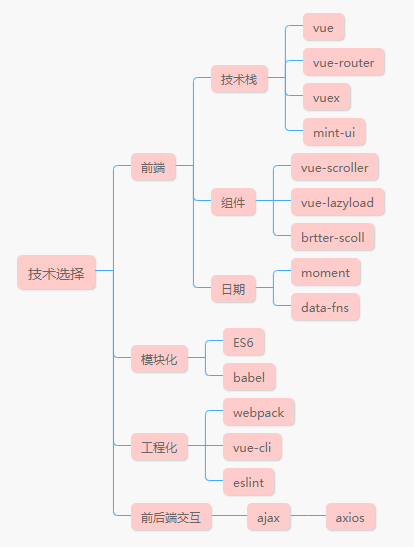 技术选择
前端
技术栈
vue
vue-router
vuex
mint-ui
组件
vue-scroller
vue-lazyload
brtter-scoll
日期
moment
data-fns
模块化
ES6
babel
工程化
webpack
vue-cli
eslint
前后端交互
ajax
axios